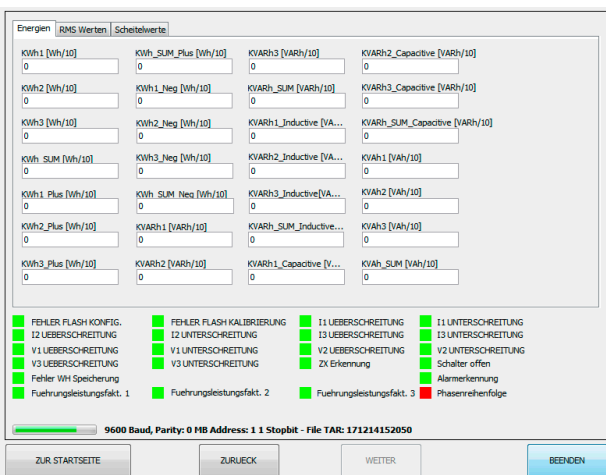 Energien RMS Werten Scheitelwerte
KWh1 [Wh/10] KWh_SUM_Plus [Wh/10] KVARh3 [VARh/10] KVARh2_Capacitive [VARh/10]
0 0 0 0
KWh2 [Wh/10] KWh1_Neg [Wh/10] KVARh_SUM [VARh/10] KVARh3_Capacitive [VARh/10]
0 0 0 0
KWh3 [Wh/10] KWh2_Neg [Wh/10] KVARh1_Inductive [VA... KVARh_SUM_Capacitive [VARh/10]
0 0 0 0
KWh_SUM [Wh/10] KWh3_Neg [Wh/10] KVARh2_Inductive [VA... KVAh1 [VAh/10]
0 0 0 0
KWh1_Plus [Wh/10] KWh_SUM_Neg [Wh/10] KVARh3_Inductive[VA... KVAh2 [VAh/10]
0 0 0 0
KWh2_Plus [Wh/10] KVARh1 [VARh/10] KVARh_SUM_Inductive... KVAh3 [VAh/10]
0 0 0 0
KWh3_Plus [Wh/10] KVARh2 [VARh/10] KVARh1_Capacitive [V... KVAh_SUM [VAh/10]
0 0 0 0
FEHLER FLASH KONFIG. FEHLER FLASH KALIBRIERUNG I1 UEBERSCHREITUNG I1 UNTERSCHREITUNG
I2 UEBERSCHREITUNG I2 UNTERSCHREITUNG I3 UEBERSCHREITUNG I3 UNTERSCHREITUNG
V1 UEBERSCHREITUNG V1 UNTERSCHREITUNG V2 UEBERSCHREITUNG V2 UNTERSCHREITUNG
V3 UEBERSCHREITUNG V3 UNTERSCHREITUNG ZX Erkennung Schalter offen
Fehler WH Speicherung Alarmerkennung
Fuehrungsleistungsfakt. 1 Fuehrungsleistungsfakt. 2 Fuehrungsleistungsfakt. 3 Phasenreihenfolge
9600 Baud, Parity: 0 MB Address: 1 1 Stopbit - File TAR: 171214152050
ZUR STARTSEITE ZURUECK WEITER BEENDEN